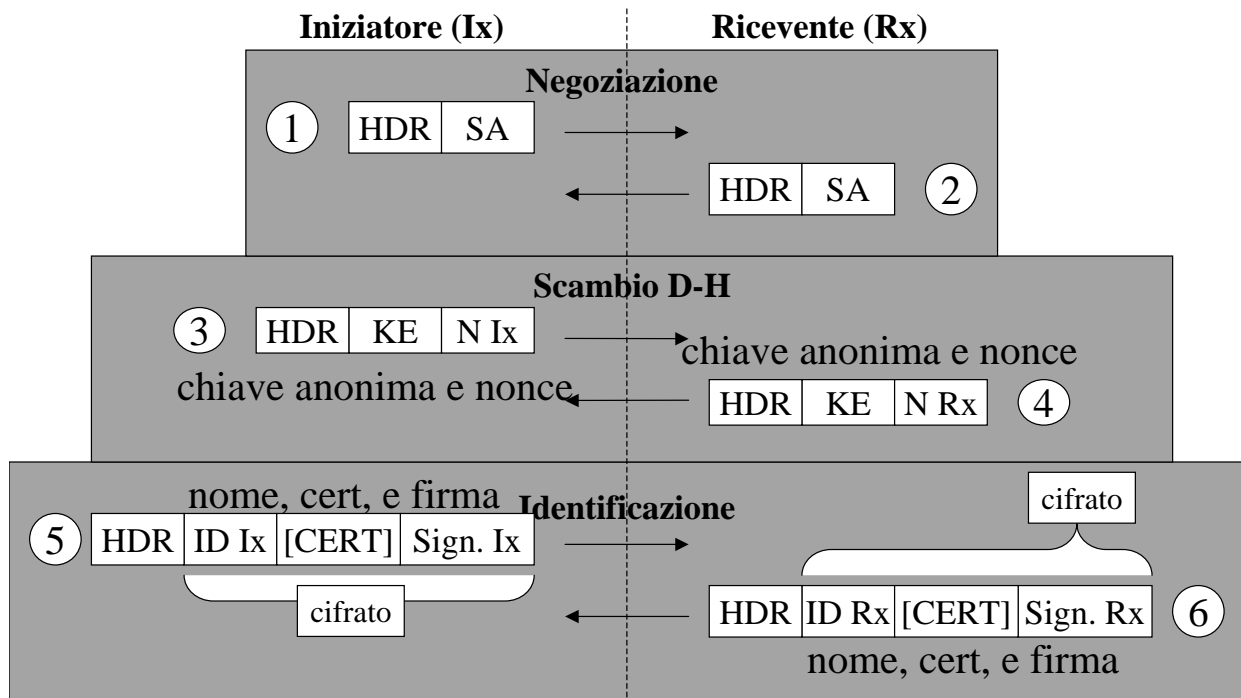 Iniziatore (Ix) Ricevente (Rx)
Negoziazione
1 HDR SA
HDR SA 2
Scambio D-H
3 HDR KE N Ix
chiave anonima e nonce
chiave anonima e nonce
HDR KE N Rx 4
nome, cert, e firma
Identificazione
cifrato
5 HDR ID Ix [CERT] Sign. Ix
cifrato
HDR ID Rx [CERT] Sign. Rx 6
nome, cert, e firma